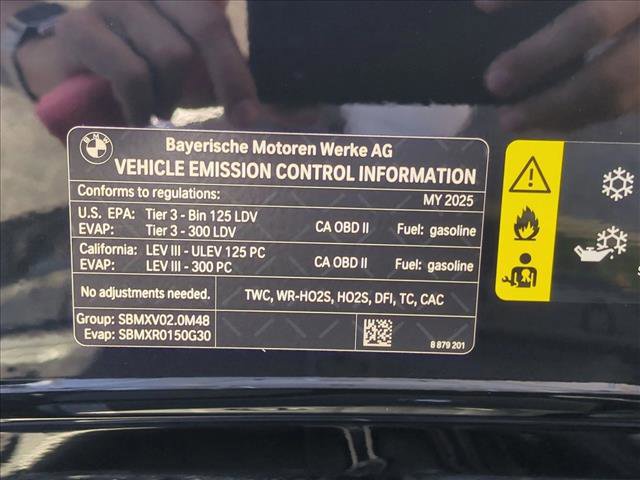 BMW
Bayerische Motoren Werke AG
VEHICLE EMISSION CONTROL INFORMATION
Conforms to regulations: MY 2025
U.S. EPA: Tier 3 - Bin 125 LDV
EVAP: Tier 3 - 300 LDV CA OBD II Fuel: gasoline
California: LEV III - ULEV 125 PC
EVAP: LEV III - 300 PC CA OBD II Fuel: gasoline
No adjustments needed. TWC, WR-HO2S, HO2S, DFI, TC, CAC
Group: SBMXV02.0M48
Evap: SBMXR0150G30 8 879 201